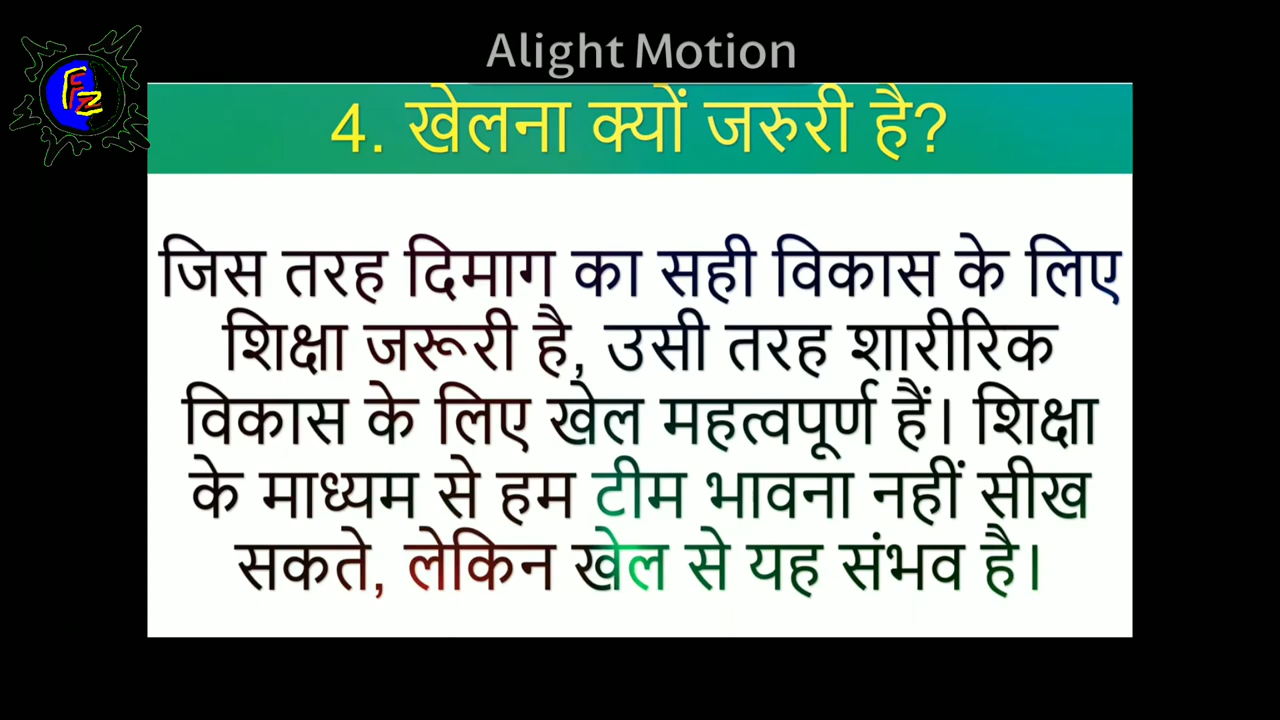 Alight Motion
FFZ
4. खेलना क्यों जरुरी है?
जिस तरह दिमाग का सही विकास के लिए
शिक्षा जरूरी है, उसी तरह शारीरिक
विकास के लिए खेल महत्वपूर्ण हैं। शिक्षा
के माध्यम से हम टीम भावना नहीं सीख
सकते, लेकिन खेल से यह संभव है।